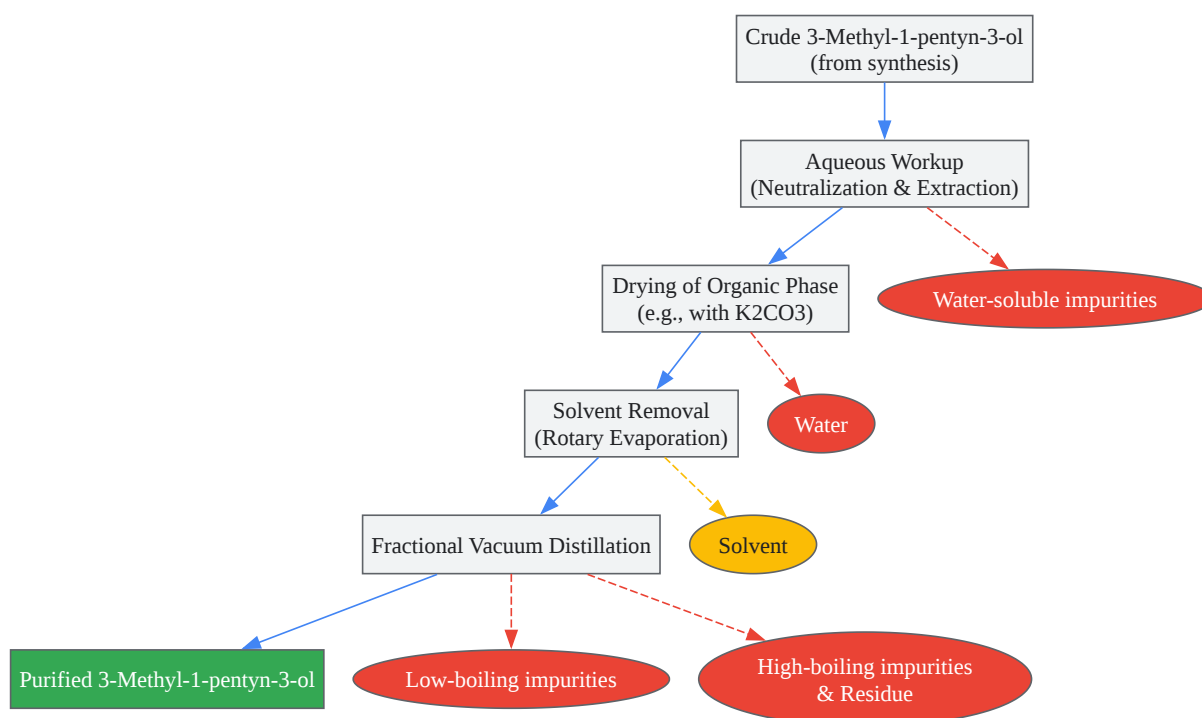 Crude 3-Methyl-1-pentyn-3-ol
(from synthesis)
Aqueous Workup
(Neutralization & Extraction)
Drying of Organic Phase
(e.g., with K2CO3)
Water-soluble impurities
Solvent Removal
(Rotary Evaporation)
Water
Fractional Vacuum Distillation
Solvent
Purified 3-Methyl-1-pentyn-3-ol
Low-boiling impurities
High-boiling impurities
& Residue